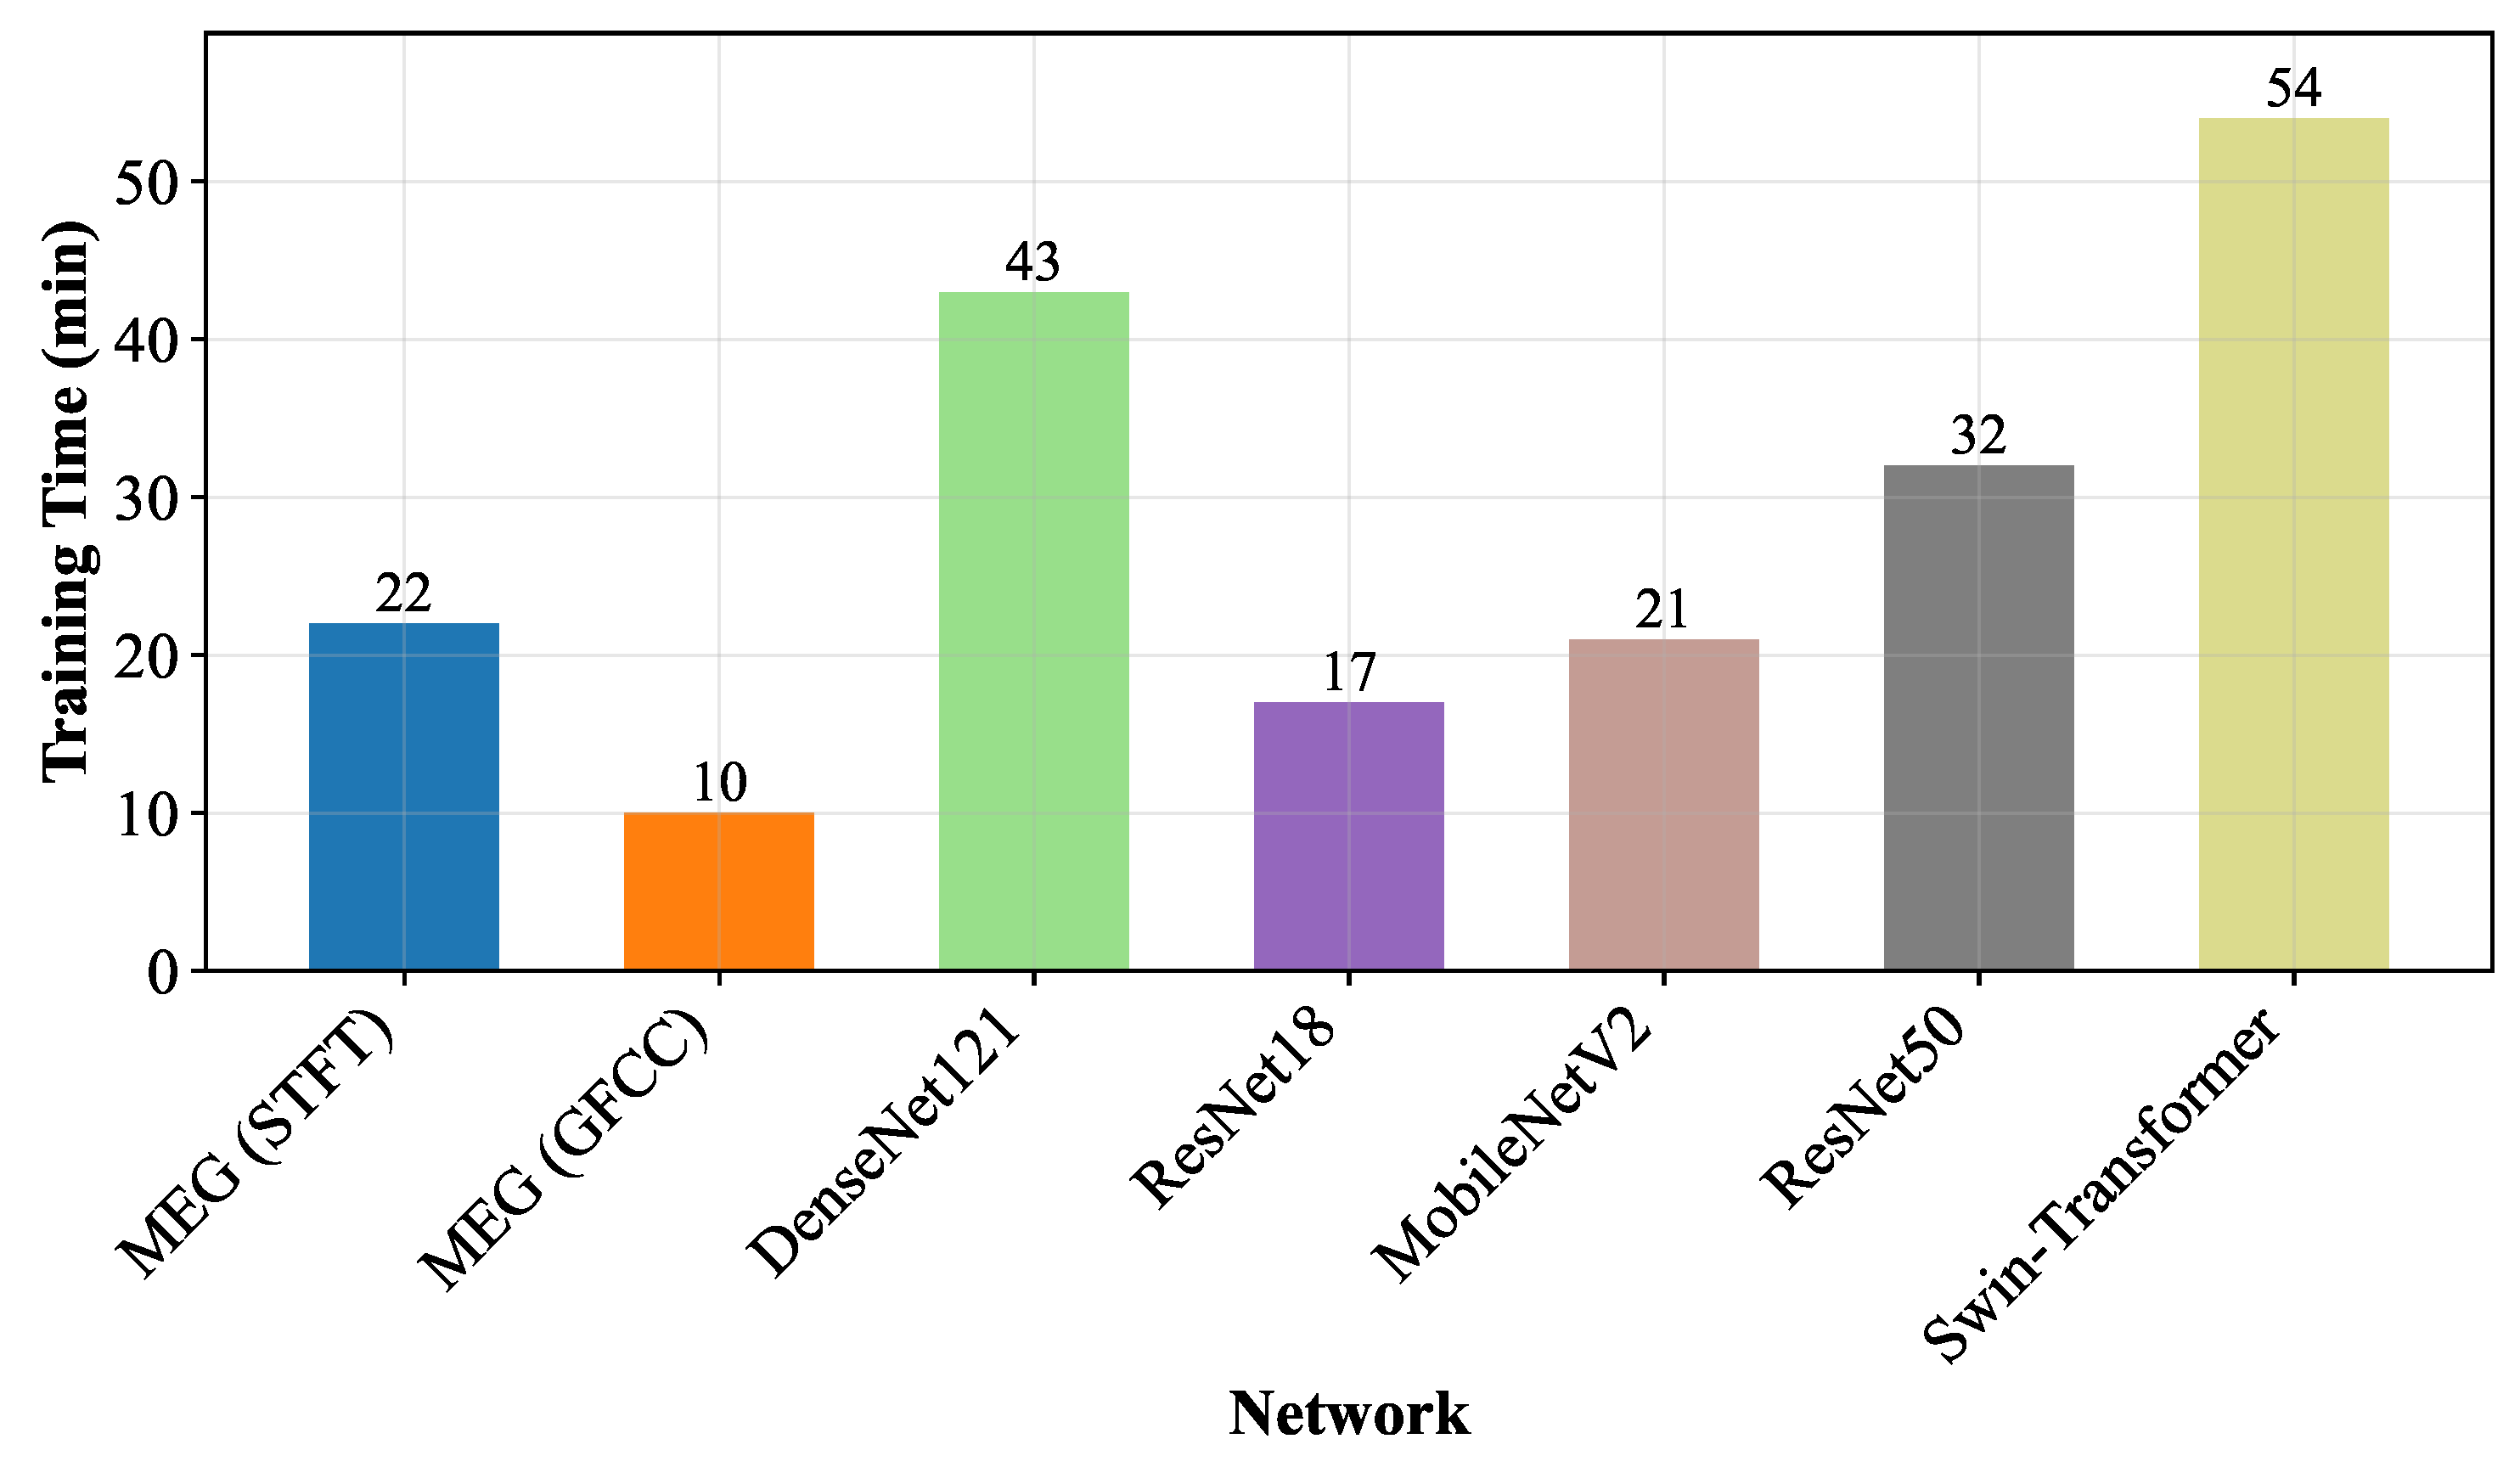 Training Time (min)
50
40
30
20
10
0
22
10
43
17
21
32
54
MEG (STFT)
MEG (GFCC)
DenseNet121
ResNet18
MobileNetV2
ResNet50
Swin-Transformer
Network